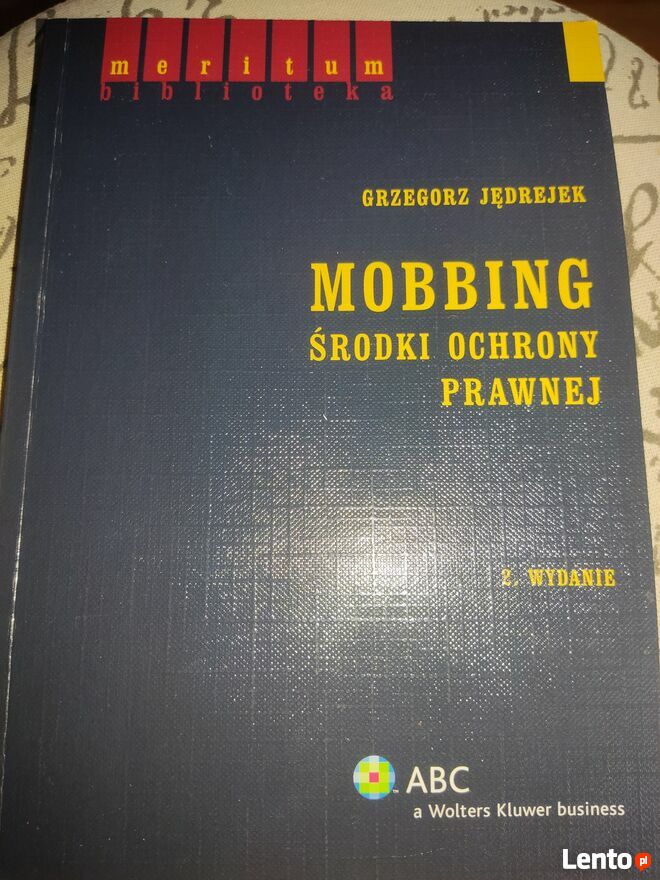 meritum
biblioteka
GRZEGORZ JĘDREJEK
MOBBING
ŚRODKI OCHRONY
PRAWNEJ
2. WYDANIE
ABC
a Wolters Kluwer business
Lento.pl